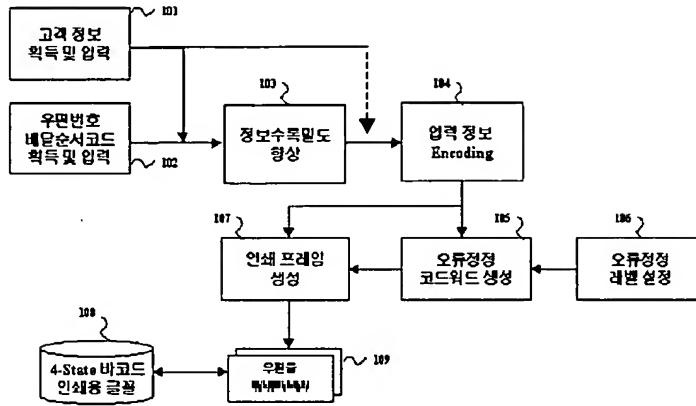 101
고객 정보
획득 및 입력
우편번호
배달순서코드
획득 및 입력
102
103
정보수록밀도
향상
104
입력 정보
Encoding
107
인쇄 프레임
생성
105
오류정정
코드워드 생성
106
오류정정
레벨 설정
108
4-State 바코드
인쇄용 글꼴
우편물
109